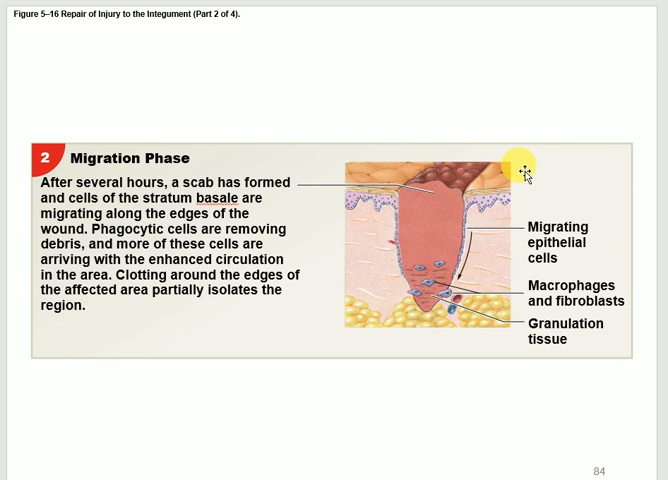 Figure 5–16 Repair of Injury to the Integument (Part 2 of 4).
2 Migration Phase
After several hours, a scab has formed
and cells of the stratum basale are
migrating along the edges of the
wound. Phagocytic cells are removing
debris, and more of these cells are
arriving with the enhanced circulation
in the area. Clotting around the edges of
the affected area partially isolates the
region.
Migrating
epithelial
cells
Macrophages
and fibroblasts
Granulation
tissue
84